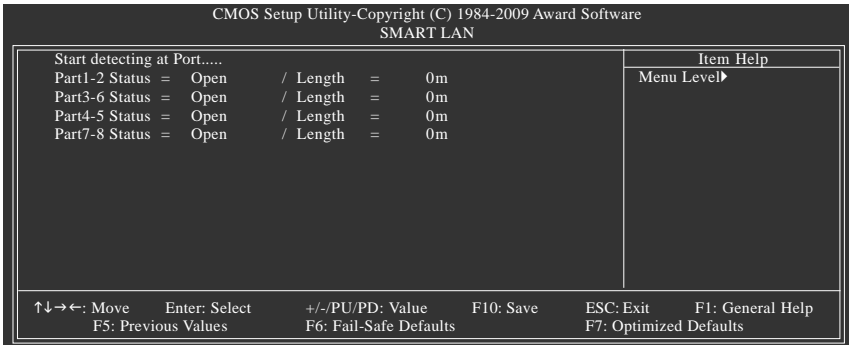 CMOS Setup Utility-Copyright (C) 1984-2009 Award Software
SMART LAN
Start detecting at Port.....
Part1-2 Status = Open / Length = 0m
Part3-6 Status = Open / Length = 0m
Part4-5 Status = Open / Length = 0m
Part7-8 Status = Open / Length = 0m
Item Help
Menu Level▶
↑↓→←: Move Enter: Select +/-/PU/PD: Value F10: Save ESC: Exit F1: General Help
F5: Previous Values F6: Fail-Safe Defaults F7: Optimized Defaults